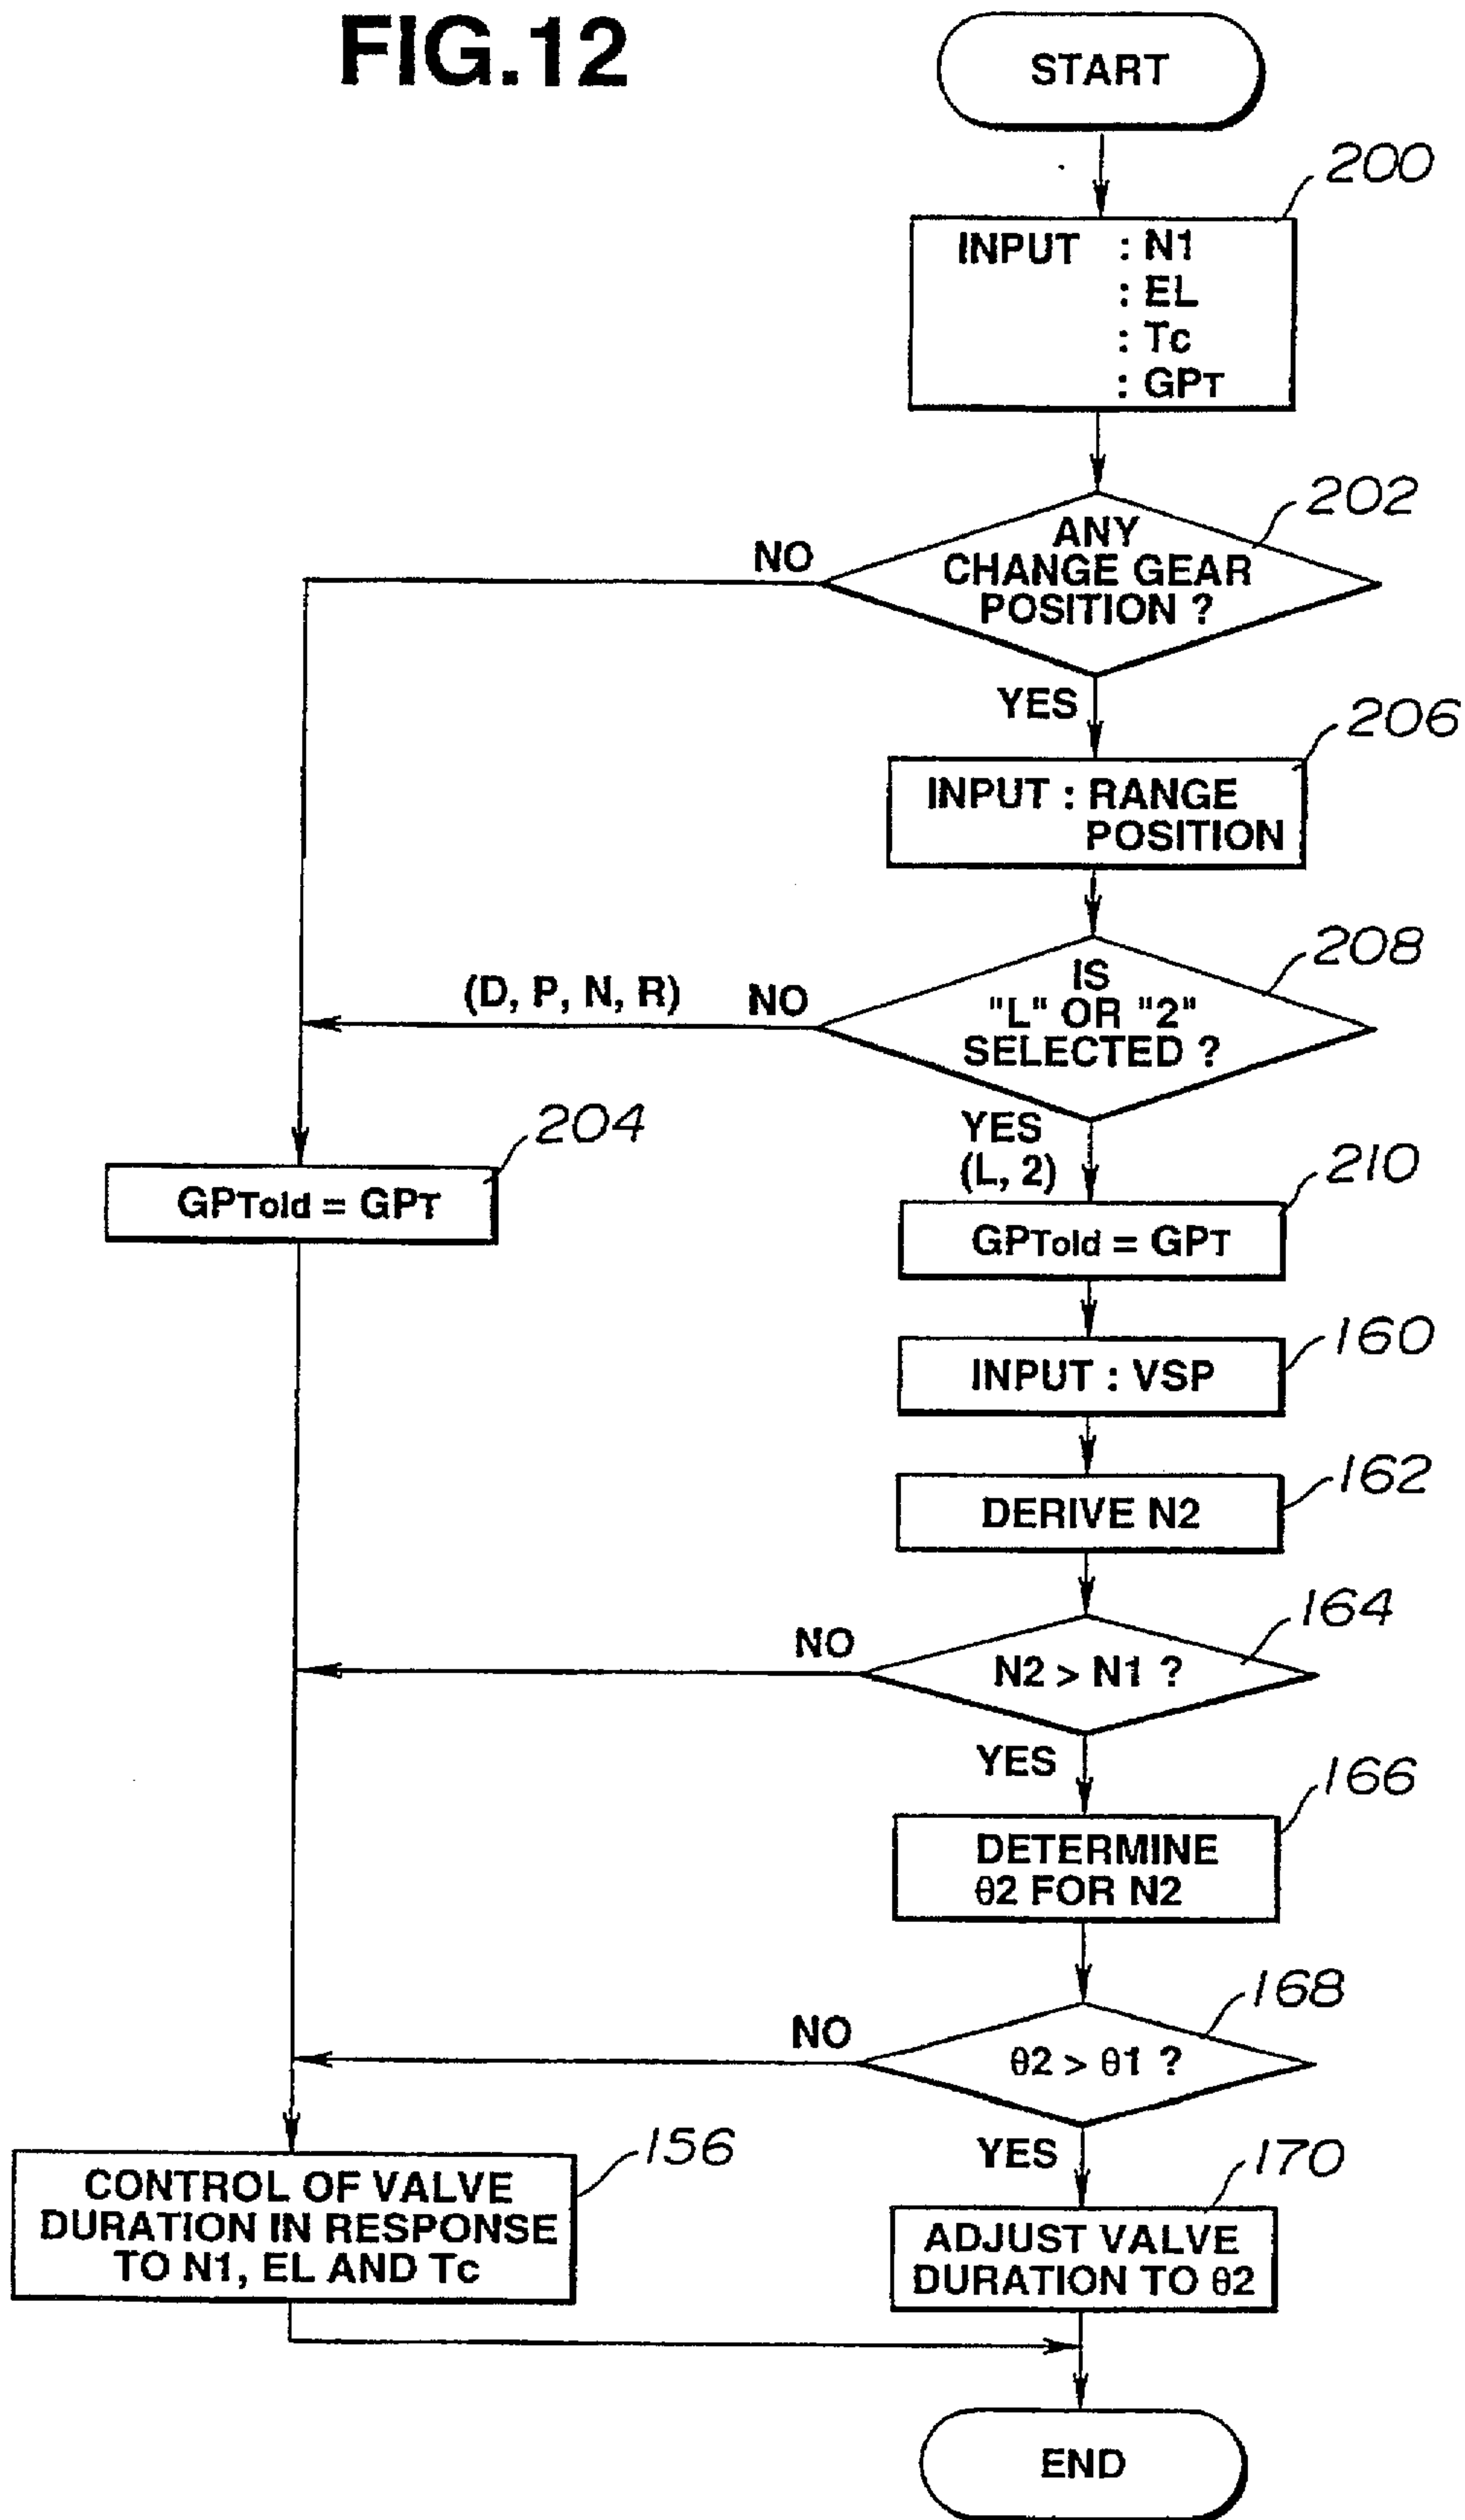 FIG.12
START
200
INPUT : N1
: EL
: Tc
: GPT
202
ANY
CHANGE GEAR
POSITION ?
NO
YES
206
INPUT : RANGE
POSITION
208
IS
"L" OR "2"
SELECTED ?
(D, P, N, R) NO
YES
(L, 2)
204
GPTold = GPT
210
GPTold = GPT
160
INPUT : VSP
162
DERIVE N2
164
N2 > N1 ?
NO
YES
166
DETERMINE
θ2 FOR N2
168
θ2 > θ1 ?
NO
YES
156
CONTROL OF VALVE
DURATION IN RESPONSE
TO N1, EL AND Tc
170
ADJUST VALVE
DURATION TO θ2
END